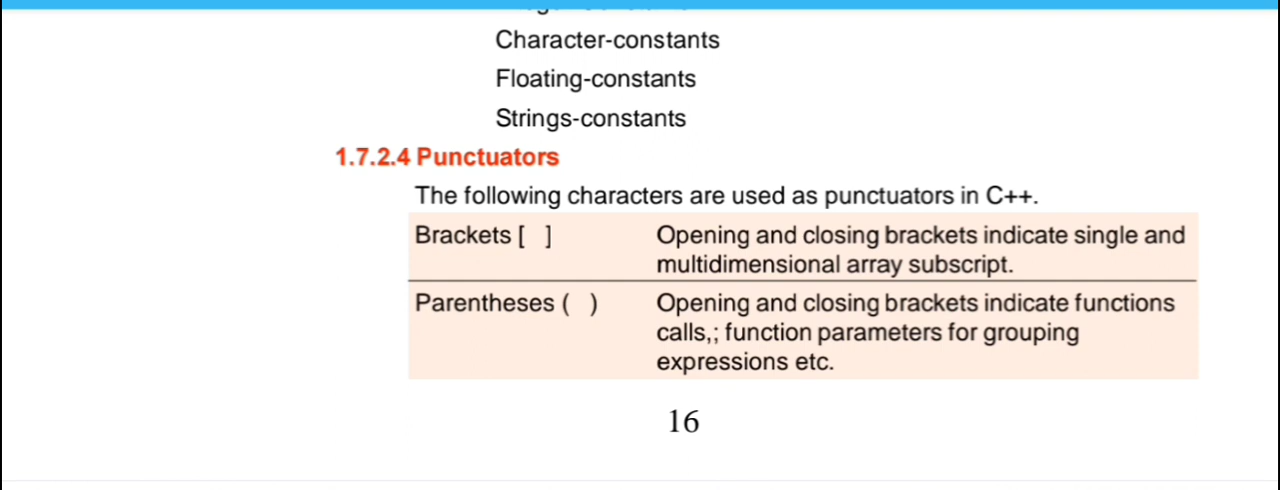 Character-constants
Floating-constants
Strings-constants
1.7.2.4 Punctuators
The following characters are used as punctuators in C++.
Brackets [ ] Opening and closing brackets indicate single and
multidimensional array subscript.
Parentheses ( ) Opening and closing brackets indicate functions
calls,; function parameters for grouping
expressions etc.
16